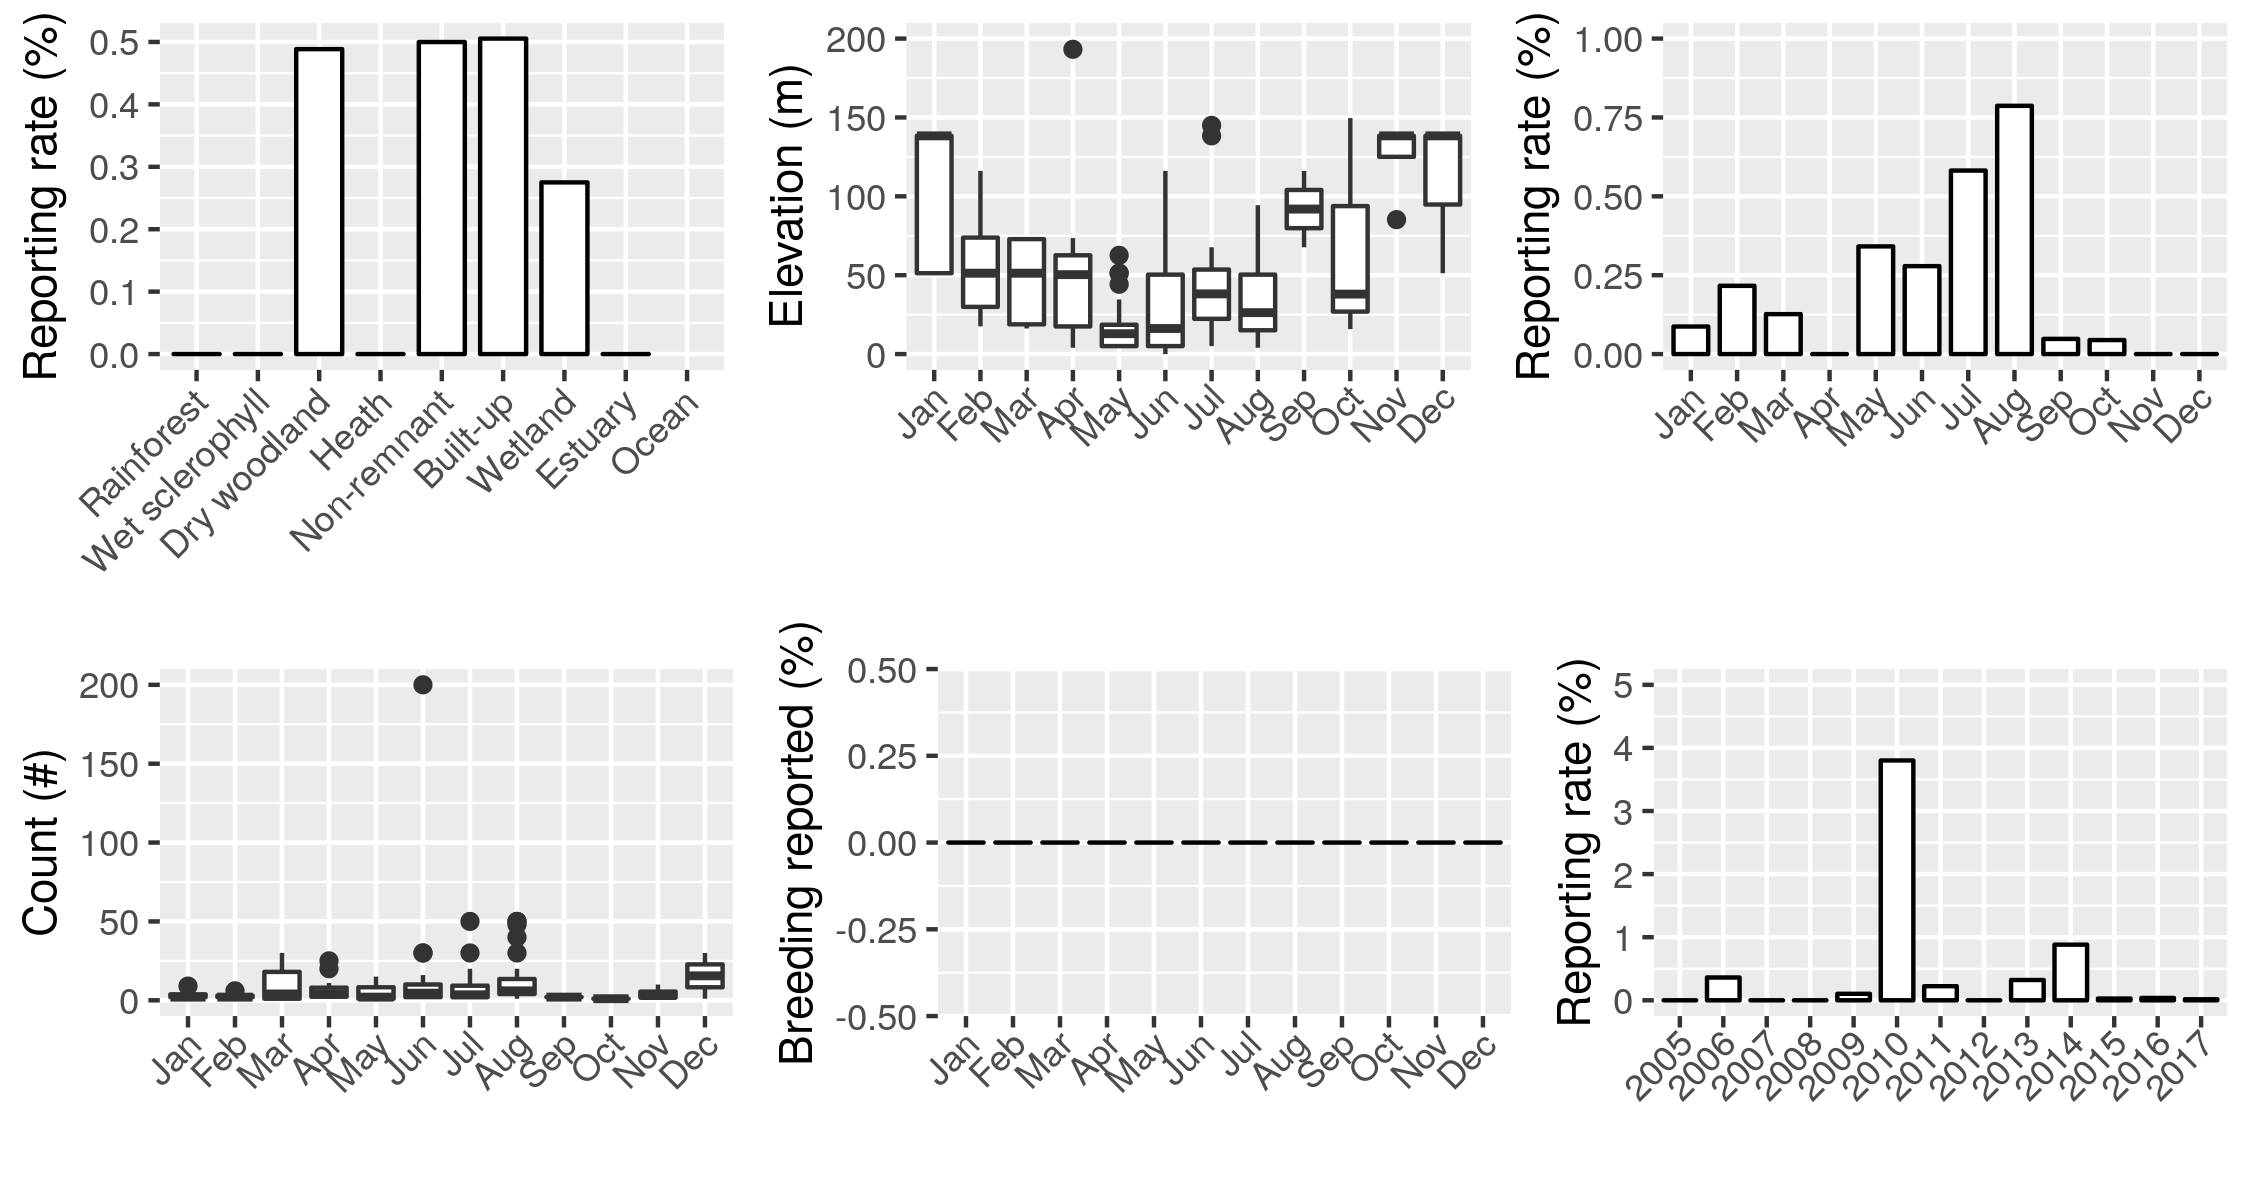 Reporting rate (%)
0.5
0.4
0.3
0.2
0.1
0.0
Rainforest
Wet sclerophyll
Dry woodland
Heath
Non-remnant
Built-up
Wetland
Estuary
Ocean
Elevation (m)
200
150
100
50
0
Jan Feb Mar Apr May Jun Jul Aug Sep Oct Nov Dec
Reporting rate (%)
1.00
0.75
0.50
0.25
0.00
Jan Feb Mar Apr May Jun Jul Aug Sep Oct Nov Dec
Count (#)
200
150
100
50
0
Jan Feb Mar Apr May Jun Jul Aug Sep Oct Nov Dec
Breeding reported (%)
0.50
0.25
0.00
-0.25
-0.50
Jan Feb Mar Apr May Jun Jul Aug Sep Oct Nov Dec
Reporting rate (%)
5
4
3
2
1
0
2005 2006 2007 2008 2009 2010 2011 2012 2013 2014 2015 2016 2017